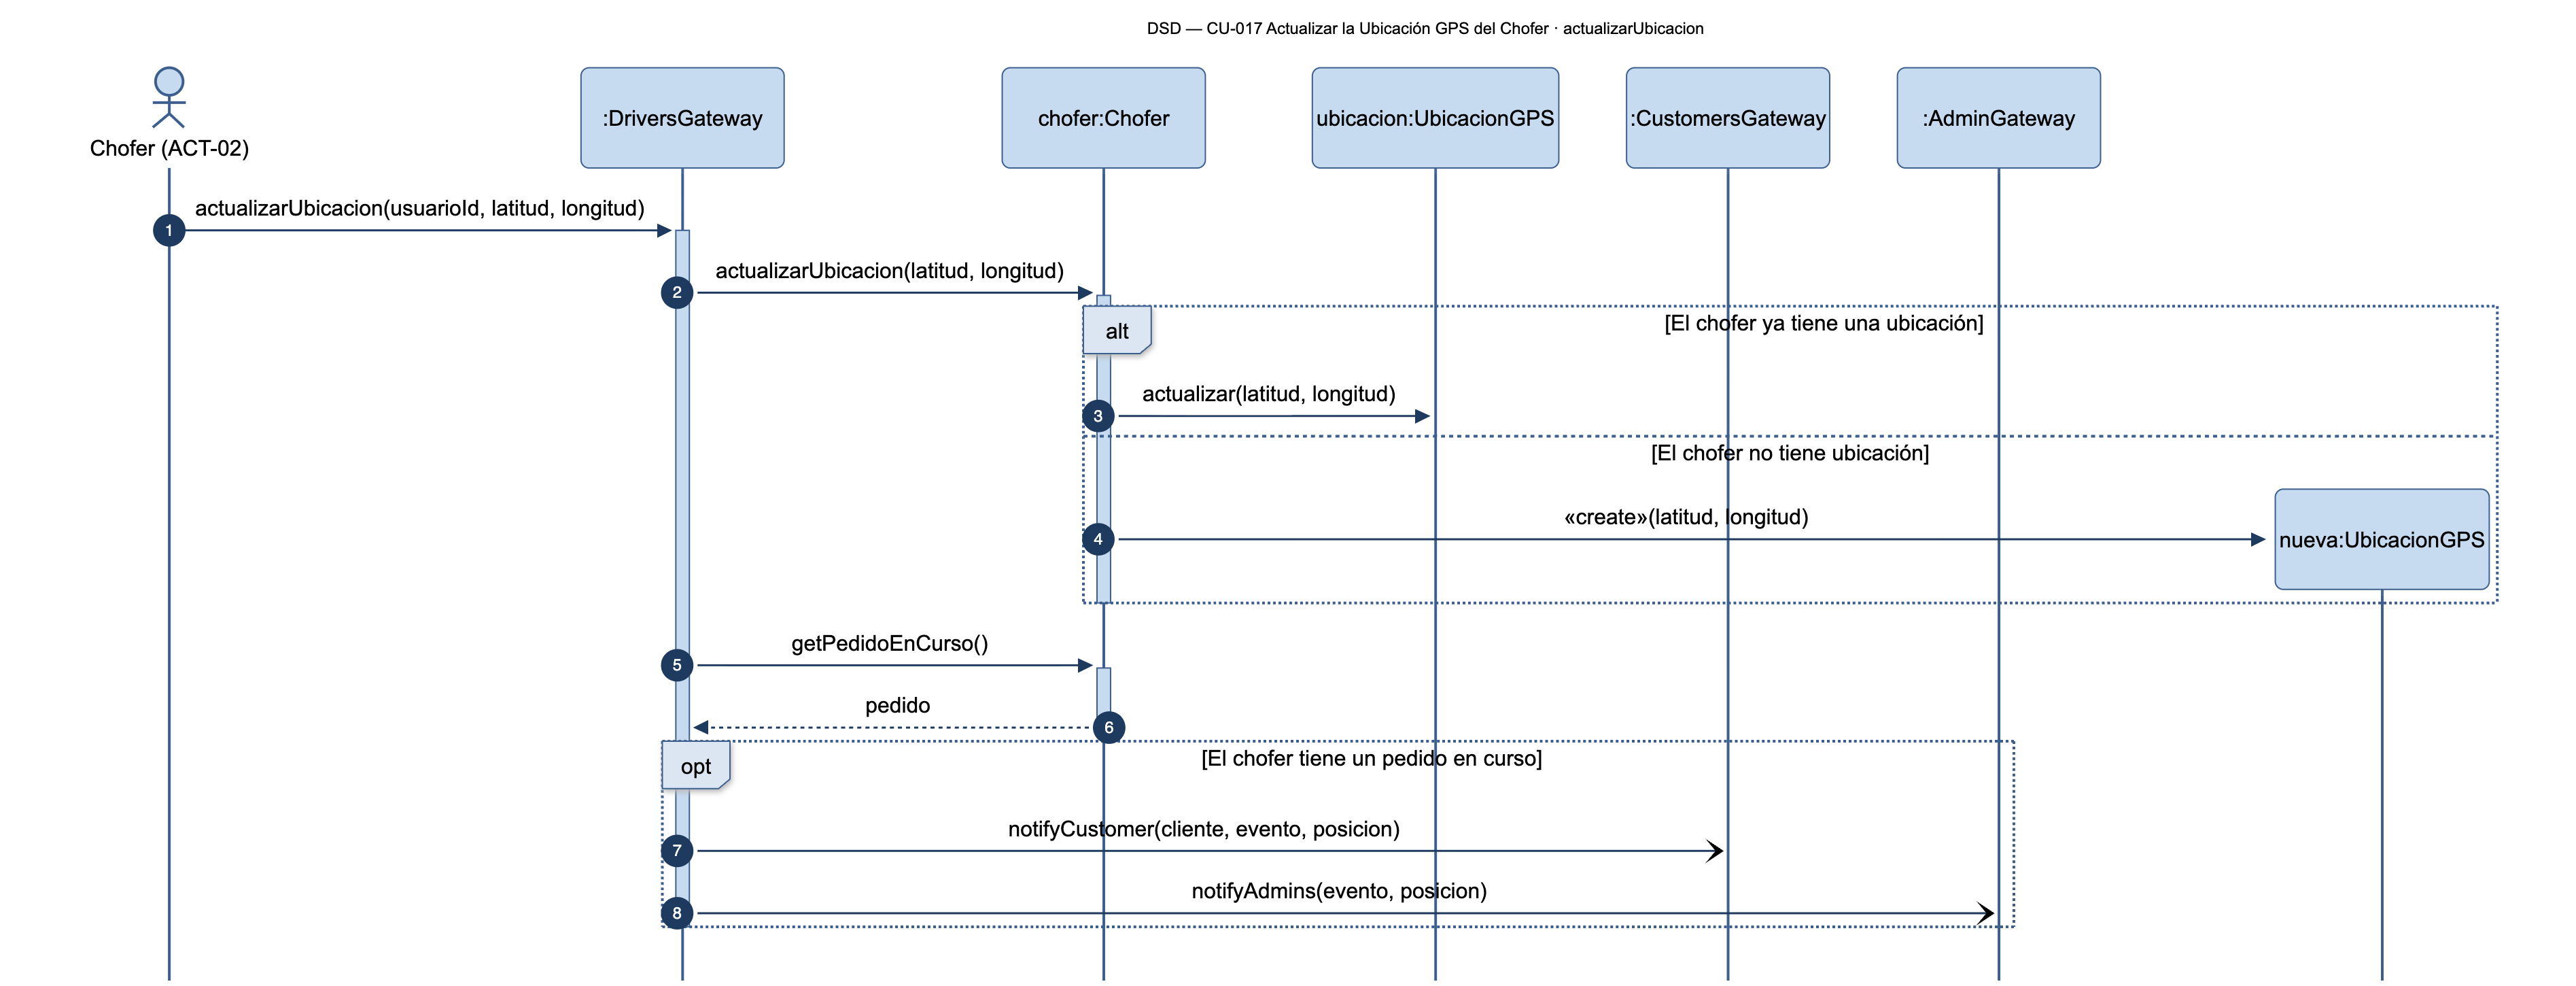 DSD — CU-017 Actualizar la Ubicación GPS del Chofer · actualizarUbicacion
Chofer (ACT-02)
:DriversGateway
chofer:Chofer
ubicacion:UbicacionGPS
:CustomersGateway
:AdminGateway
actualizarUbicacion(usuarioId, latitud, longitud)
1
actualizarUbicacion(latitud, longitud)
2
alt
[El chofer ya tiene una ubicación]
actualizar(latitud, longitud)
3
[El chofer no tiene ubicación]
«create»(latitud, longitud)
4
nueva:UbicacionGPS
getPedidoEnCurso()
5
pedido
6
opt
[El chofer tiene un pedido en curso]
notifyCustomer(cliente, evento, posicion)
7
notifyAdmins(evento, posicion)
8